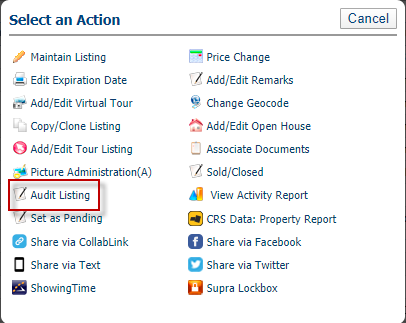 Select an Action
Cancel
Maintain Listing
Price Change
Edit Expiration Date
Add/Edit Remarks
Add/Edit Virtual Tour
Change Geocode
Copy/Clone Listing
Add/Edit Open House
Add/Edit Tour Listing
Associate Documents
Picture Administration(A)
Sold/Closed
Audit Listing
View Activity Report
Set as Pending
CRS Data: Property Report
Share via CollabLink
Share via Facebook
Share via Text
Share via Twitter
ShowingTime
Supra Lockbox